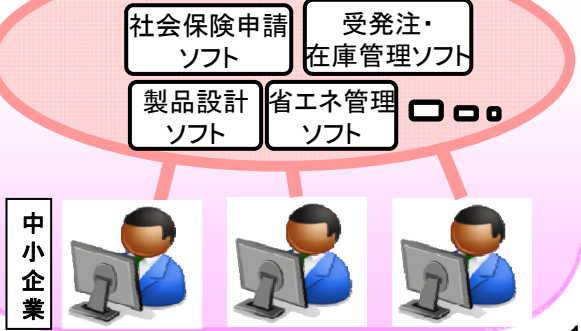 社会保険申請
ソフト
受発注・
在庫管理ソフト
製品設計
ソフト
省エネ管理
ソフト
中小企業